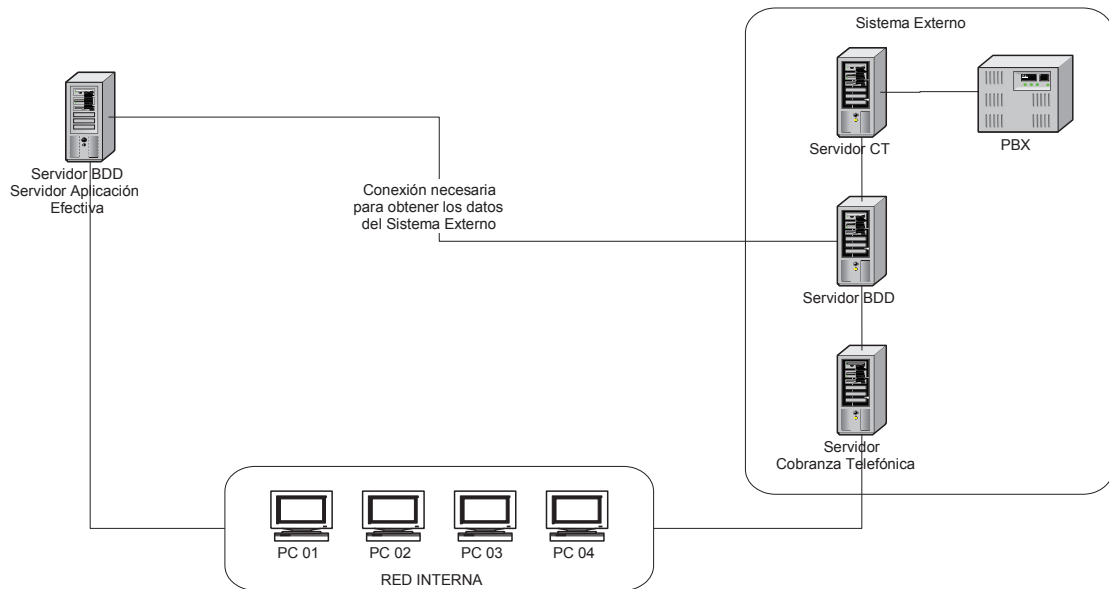 Sistema Externo
Servidor CT
PBX
Servidor BDD
Servidor Aplicación
Efectiva
Conexión necesaria
para obtener los datos
del Sistema Externo
Servidor BDD
Servidor
Cobranza Telefónica
PC 01
PC 02
PC 03
PC 04
RED INTERNA